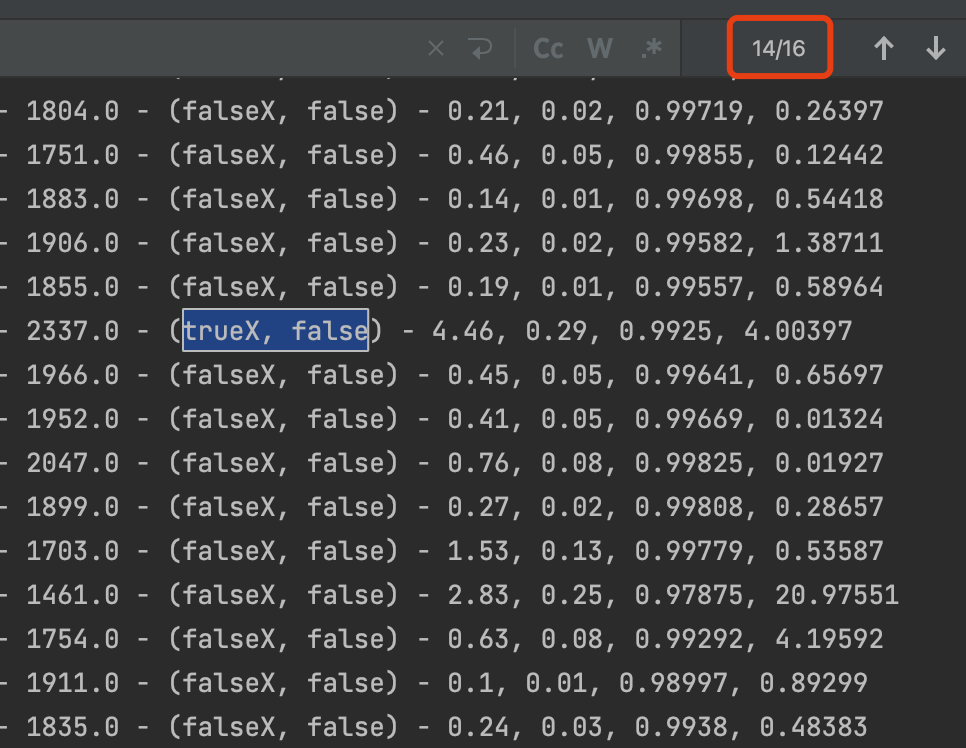 Cc W .* 14/16
- 1804.0 - (falseX, false) - 0.21, 0.02, 0.99719, 0.26397
- 1751.0 - (falseX, false) - 0.46, 0.05, 0.99855, 0.12442
- 1883.0 - (falseX, false) - 0.14, 0.01, 0.99698, 0.54418
- 1906.0 - (falseX, false) - 0.23, 0.02, 0.99582, 1.38711
- 1855.0 - (falseX, false) - 0.19, 0.01, 0.99557, 0.58964
- 2337.0 - (trueX, false) - 4.46, 0.29, 0.9925, 4.00397
- 1966.0 - (falseX, false) - 0.45, 0.05, 0.99641, 0.65697
- 1952.0 - (falseX, false) - 0.41, 0.05, 0.99669, 0.01324
- 2047.0 - (falseX, false) - 0.76, 0.08, 0.99825, 0.01927
- 1899.0 - (falseX, false) - 0.27, 0.02, 0.99808, 0.28657
- 1703.0 - (falseX, false) - 1.53, 0.13, 0.99779, 0.53587
- 1461.0 - (falseX, false) - 2.83, 0.25, 0.97875, 20.97551
- 1754.0 - (falseX, false) - 0.63, 0.08, 0.99292, 4.19592
- 1911.0 - (falseX, false) - 0.1, 0.01, 0.98997, 0.89299
- 1835.0 - (falseX, false) - 0.24, 0.03, 0.9938, 0.48383